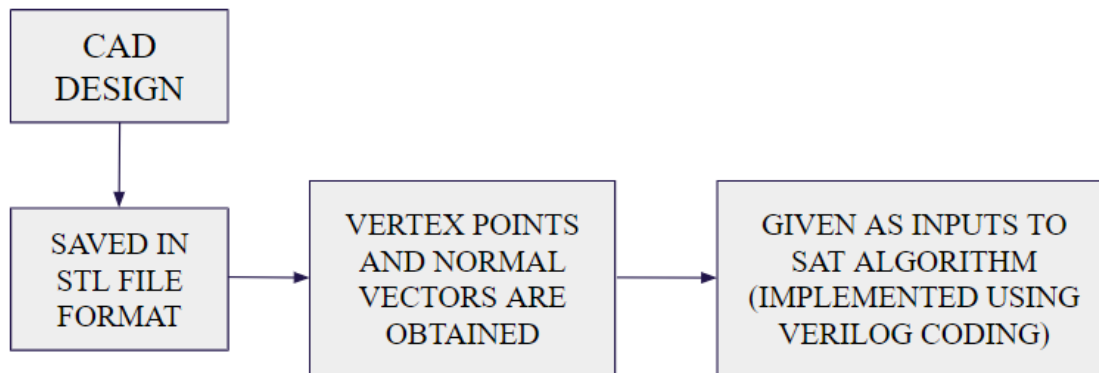 CAD
DESIGN
SAVED IN
STL FILE
FORMAT
VERTEX POINTS
AND NORMAL
VECTORS ARE
OBTAINED
GIVEN AS INPUTS TO
SAT ALGORITHM
(IMPLEMENTED USING
VERILOG CODING)